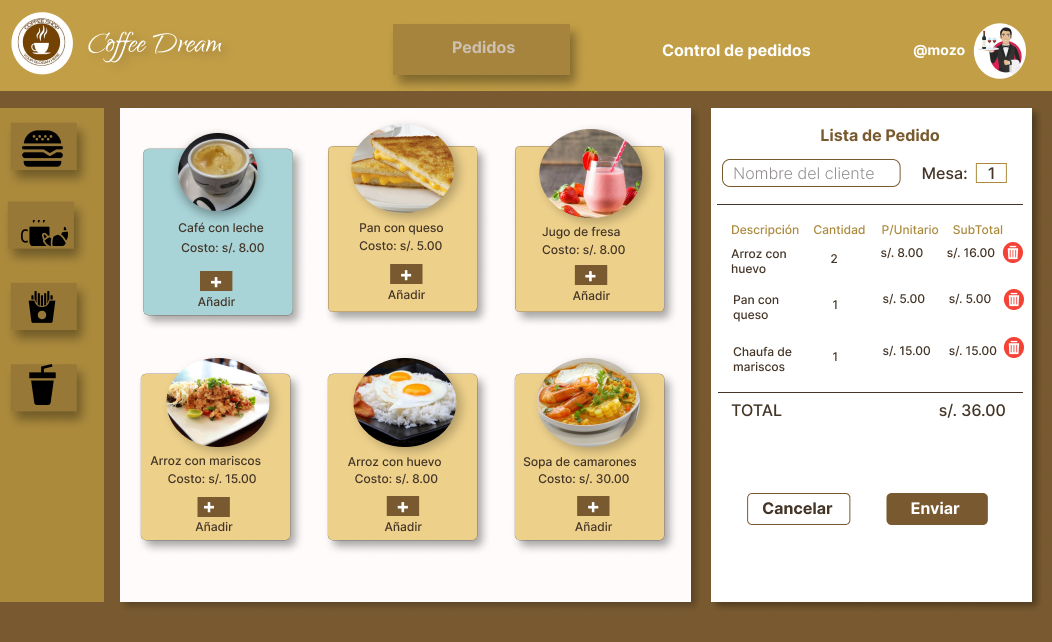 COFFEE SHOP
Coffee Dream
Pedidos
Control de pedidos
@mozo
Café con leche
Costo: s/. 8.00
Añadir
Pan con queso
Costo: s/. 5.00
Añadir
Jugo de fresa
Costo: s/. 8.00
Añadir
Arroz con mariscos
Costo: s/. 15.00
Añadir
Arroz con huevo
Costo: s/. 8.00
Añadir
Sopa de camarones
Costo: s/. 30.00
Añadir
Lista de Pedido
Nombre del cliente
Mesa: 1
Descripción Cantidad P/Unitario SubTotal
Arroz con
huevo
2 s/. 8.00 s/. 16.00
Pan con
queso
1 s/. 5.00 s/. 5.00
Chaufa de
mariscos
1 s/. 15.00 s/. 15.00
TOTAL s/. 36.00
Cancelar
Enviar